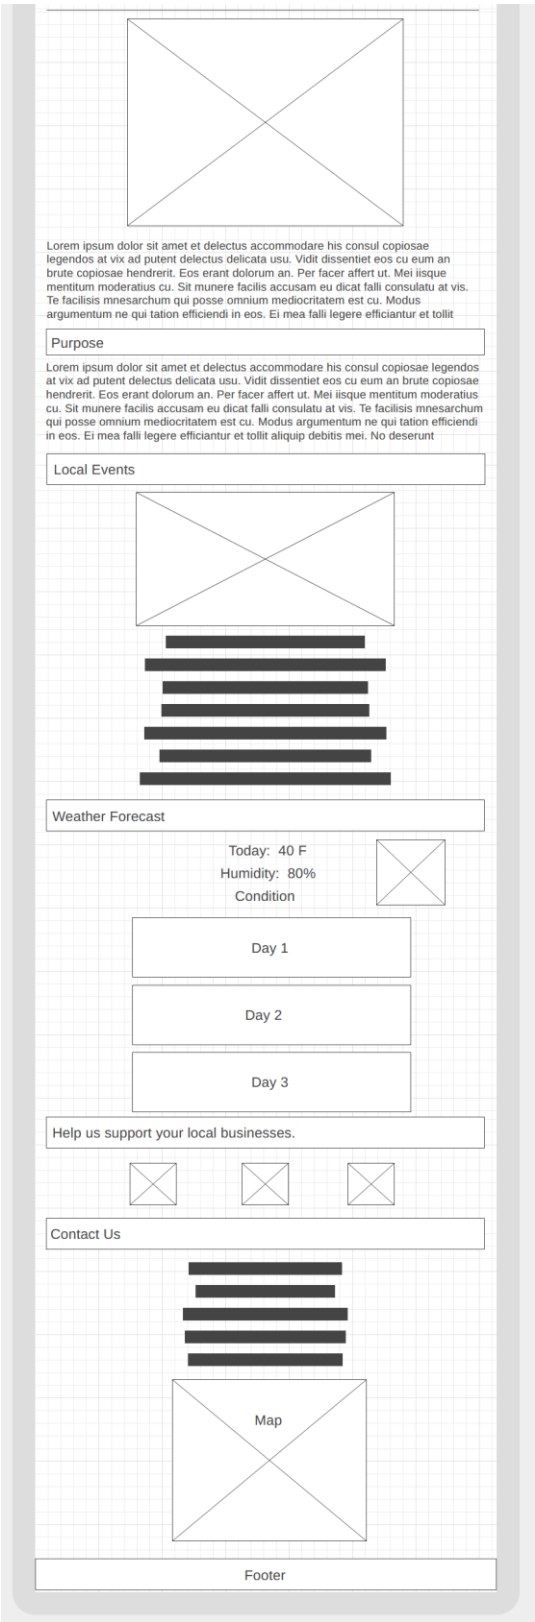 Lorem ipsum dolor sit amet et delectus accommodare his consul copiosae
legendos at vix ad putent delectus delicata usu. Vidit dissentiet eos cu eum an
brute copiosae hendrerit. Eos erant dolorum an. Per facer affert ut. Mei iisque
mentitum moderatius cu. Sit munere facilis accusam eu dicat falli consulatu at vis.
Te facilisis mnesarchum qui posse omnium mediocritatem est cu. Modus
argumentum ne qui tation efficiendi in eos. Ei mea falli legere efficiantur et tollit
Purpose
Lorem ipsum dolor sit amet et delectus accommodare his consul copiosae legendos
at vix ad putent delectus delicata usu. Vidit dissentiet eos cu eum an brute copiosae
hendrerit. Eos erant dolorum an. Per facer affert ut. Mei iisque mentitum moderatius
cu. Sit munere facilis accusam eu dicat falli consulatu at vis. Te facilisis mnesarchum
qui posse omnium mediocritatem est cu. Modus argumentum ne qui tation efficiendi
in eos. Ei mea falli legere efficiantur et tollit aliquip debitis mei. No deserunt
Local Events
Weather Forecast
Today:  40 F
Humidity:  80%
Condition
Day 1
Day 2
Day 3
Help us support your local businesses.
Contact Us
Map
Footer